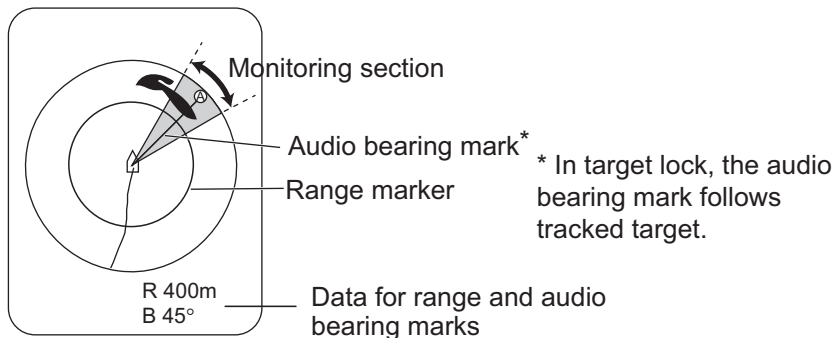 Monitoring section
A
Audio bearing mark*
* In target lock, the audio
bearing mark follows
tracked target.
Range marker
R 400m
B 45°
Data for range and audio
bearing marks